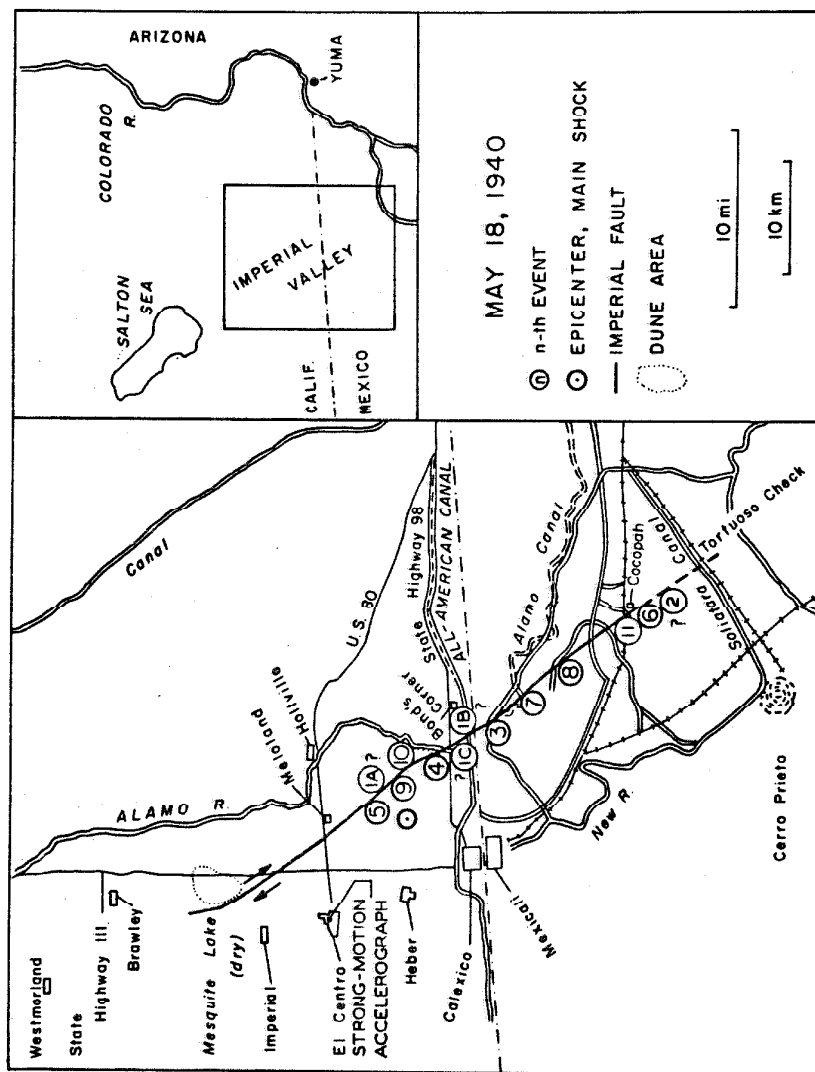 ARIZONA
COLORADO
R.
YUMA
SALTON
SEA
IMPERIAL
VALLEY
CALIF.
MEXICO
MAY 18, 1940
n n-th EVENT
EPICENTER, MAIN SHOCK
IMPERIAL FAULT
DUNE AREA
10 mi
10 km
Westmorland
State
Highway 111
Brawley
Mesquite Lake
(dry)
Imperial
El Centro
STRONG-MOTION
ACCELEROGRAPH
Heber
Calexico
Mexicali
ALAMO R.
Meloland
Holtville
Canal
U.S. 80
State Highway 98
ALL-AMERICAN CANAL
Bond's
Corner
Alamo Canal
5
1A ?
9
10
4
? 1C
1B ?
3
7
8
11
6
? 2
Cocopah
Solfatara Canal
Tortuoso Check
New R.
Cerro Prieto